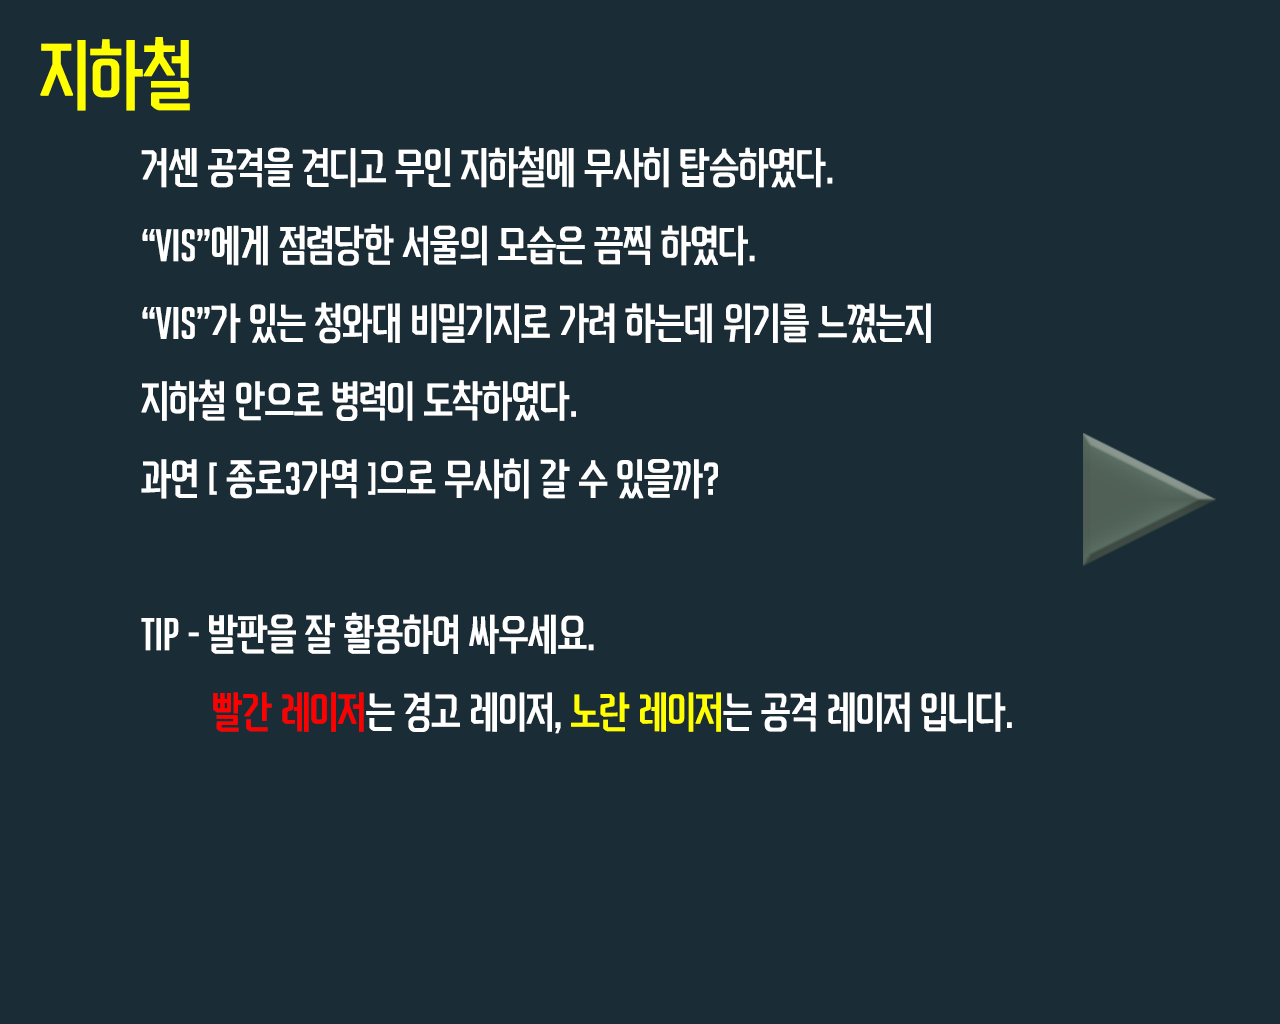 지하철
거센 공격을 견디고 무인 지하철에 무사히 탑승하였다.
“VIS”에게 점렴당한 서울의 모습은 끔찍 하였다.
“VIS”가 있는 청와대 비밀기지로 가려 하는데 위기를 느꼈는지
지하철 안으로 병력이 도착하였다.
과연 [ 종로3가역 ]으로 무사히 갈 수 있을까?
TIP - 발판을 잘 활용하여 싸우세요.
빨간 레이저는 경고 레이저, 노란 레이저는 공격 레이저 입니다.